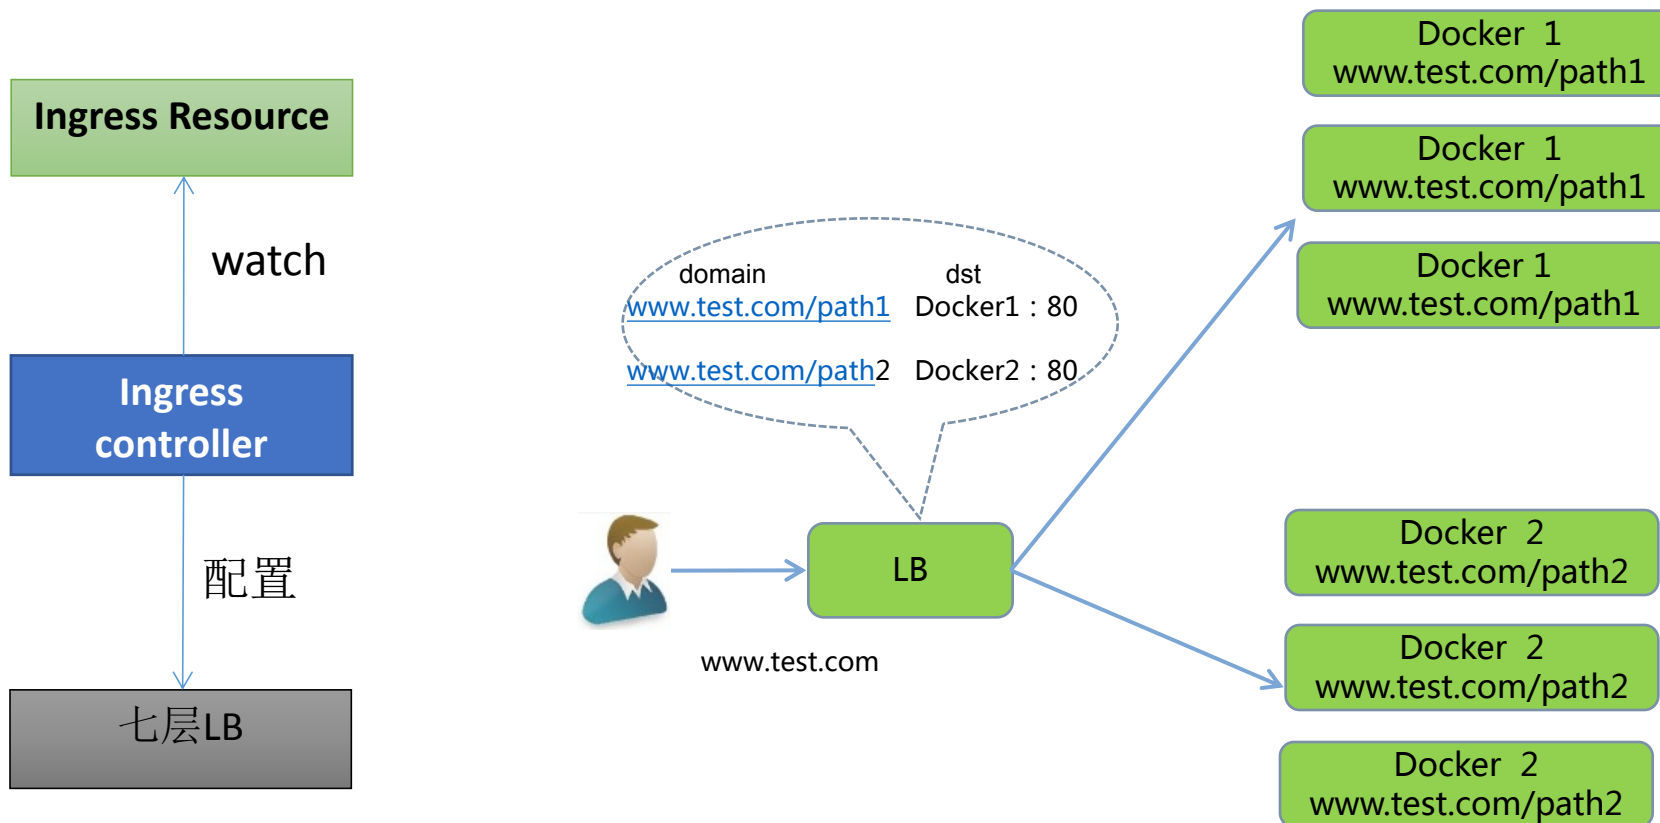 Ingress Resource
watch
Ingress
controller
配置
七层LB
domain dst
www.test.com/path1 Docker1：80
www.test.com/path2 Docker2：80
LB
www.test.com
Docker 1
www.test.com/path1
Docker 1
www.test.com/path1
Docker 1
www.test.com/path1
Docker 2
www.test.com/path2
Docker 2
www.test.com/path2
Docker 2
www.test.com/path2